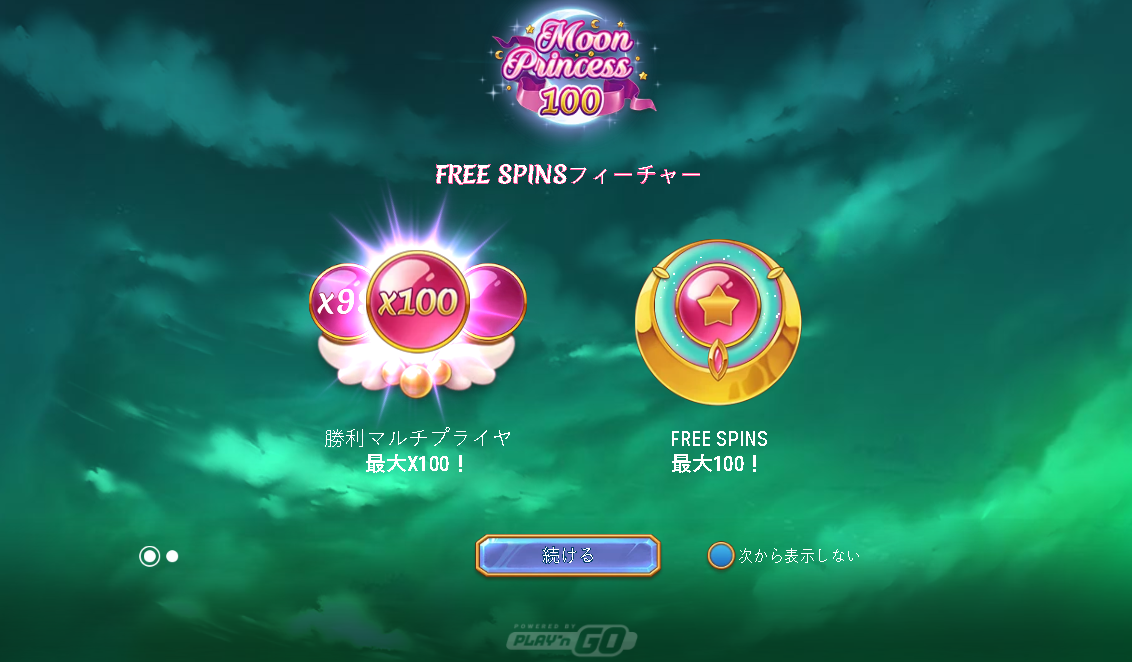 Moon
Princess
100
FREE SPINSフィーチャー
x100
勝利マルチプライヤ
最大X100！
FREE SPINS
最大100！
続ける
次から表示しない
POWERED BY
PLAY'n GO